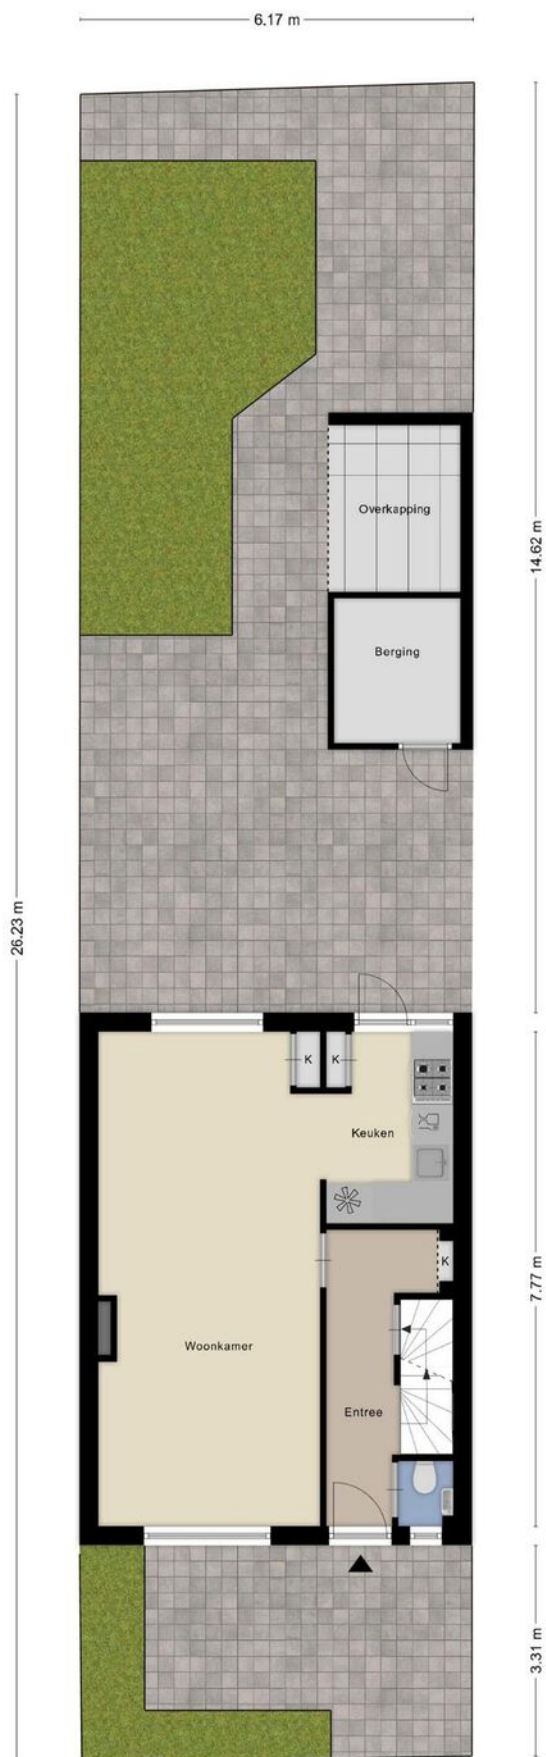 6.17 m
Overkapping
14.62 m
Berging
26.23 m
K
K
Keuken
K
7.77 m
Woonkamer
Entree
3.31 m